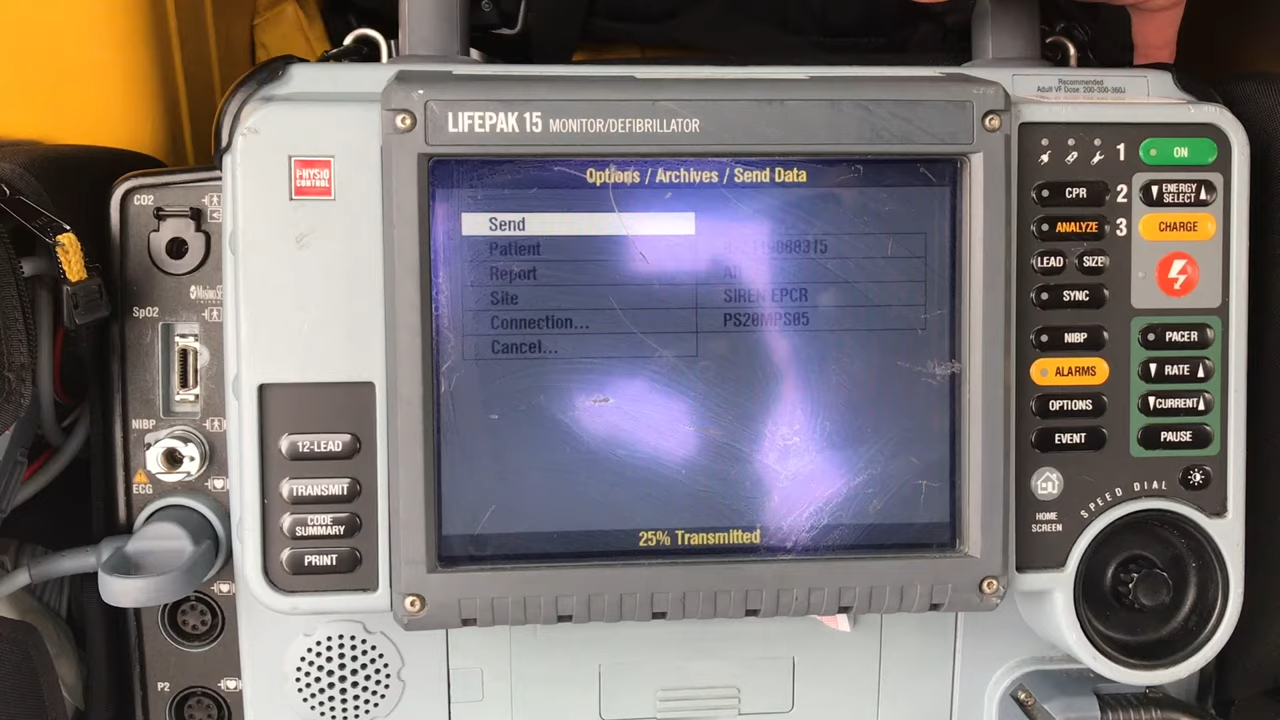 Recommended
Adult VF Dose: 200-300-360J
LIFEPAK 15 MONITOR/DEFIBRILLATOR
PHYSIO
CONTROL
Options / Archives / Send Data
Send
Patient
Report
Site SIREN EPCR
Connection... PS20MPS05
Cancel...
25% Transmitted
CO2
SpO2
NIBP
ECG
P2
12-LEAD
TRANSMIT
CODE
SUMMARY
PRINT
1 ON
CPR 2 ENERGY
SELECT
ANALYZE 3 CHARGE
LEAD SIZE
SYNC
NIBP PACER
ALARMS RATE
OPTIONS CURRENT
EVENT PAUSE
HOME
SCREEN
SPEED DIAL